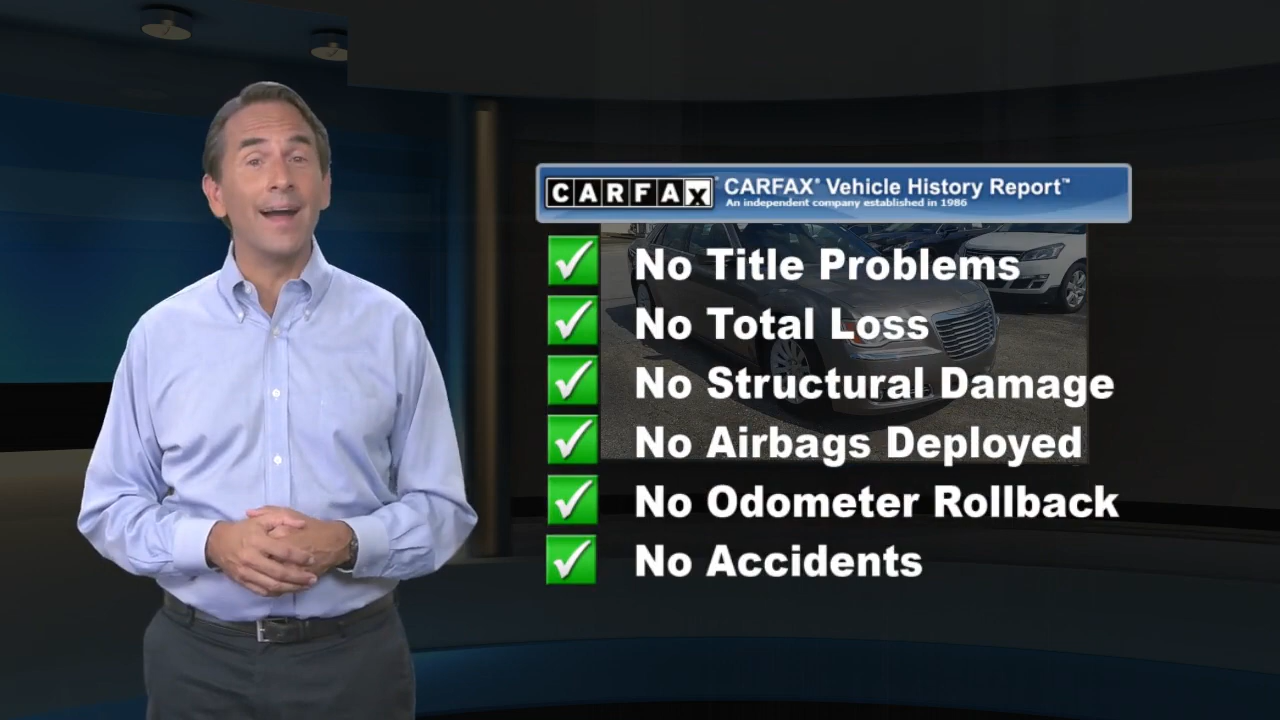 CARFAX® CARFAX® Vehicle History Report™
An independent company established in 1986
No Title Problems
No Total Loss
No Structural Damage
No Airbags Deployed
No Odometer Rollback
No Accidents